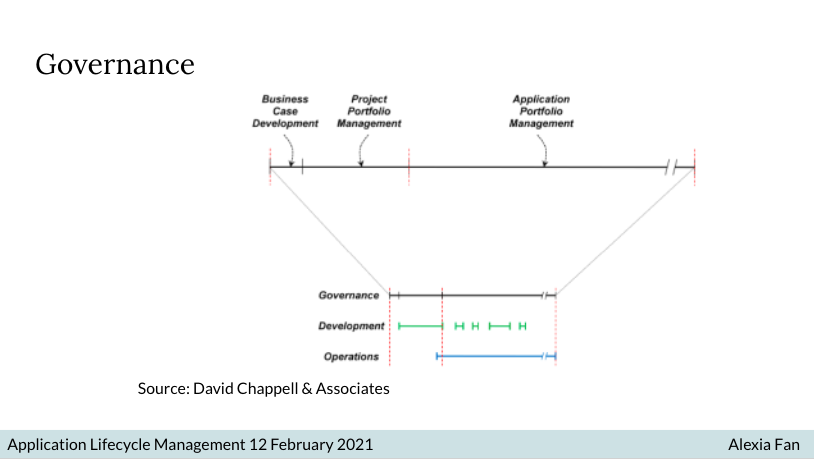 Governance
Business
Case
Development
Project
Portfolio
Management
Application
Portfolio
Management
Governance
Development
Operations
Source: David Chappell & Associates
Application Lifecycle Management 12 February 2021
Alexia Fan